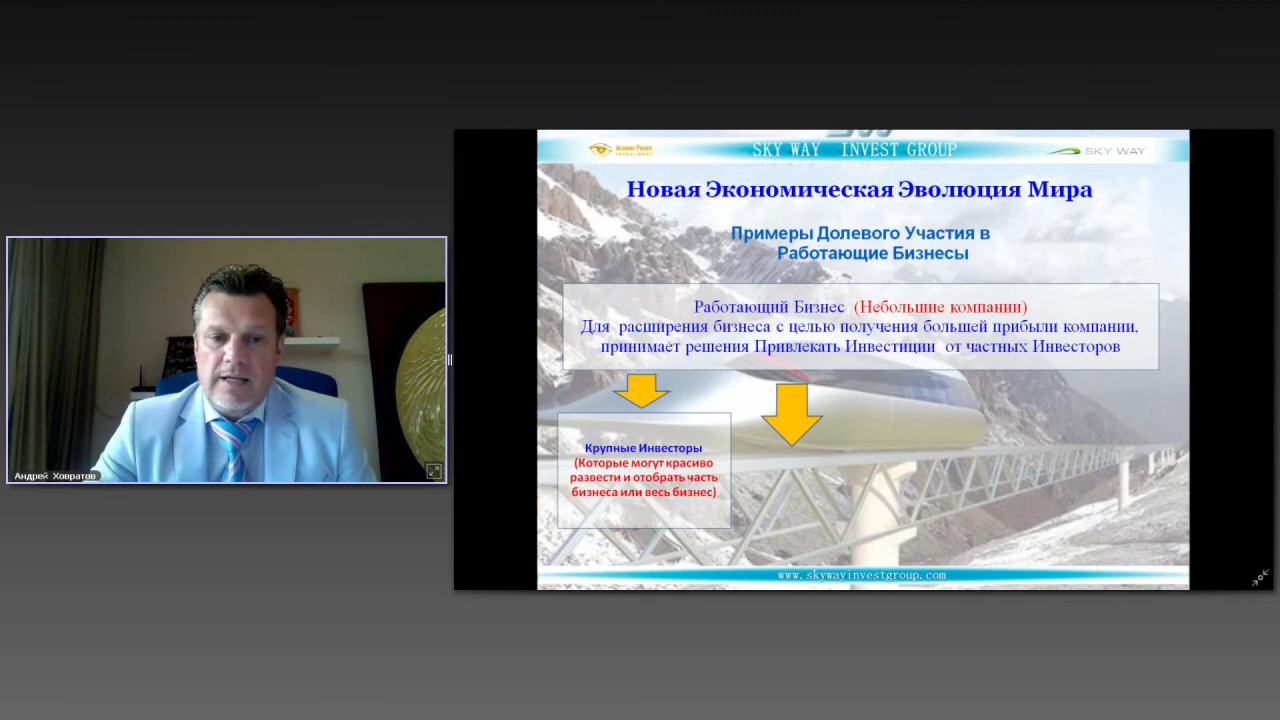 SKY WAY INVEST GROUP
SKY WAY
Новая Экономическая Эволюция Мира
Примеры Долевого Участия в
Работающие Бизнесы
Работающий Бизнес (Небольшие компании)
Для расширения бизнеса с целью получения большей прибыли компании,
принимает решения Привлекать Инвестиции от частных Инвесторов
Крупные Инвесторы
(Которые могут красиво
развести и отобрать часть
бизнеса или весь бизнес)
www.skywayinvestgroup.com
Андрей Ховратов